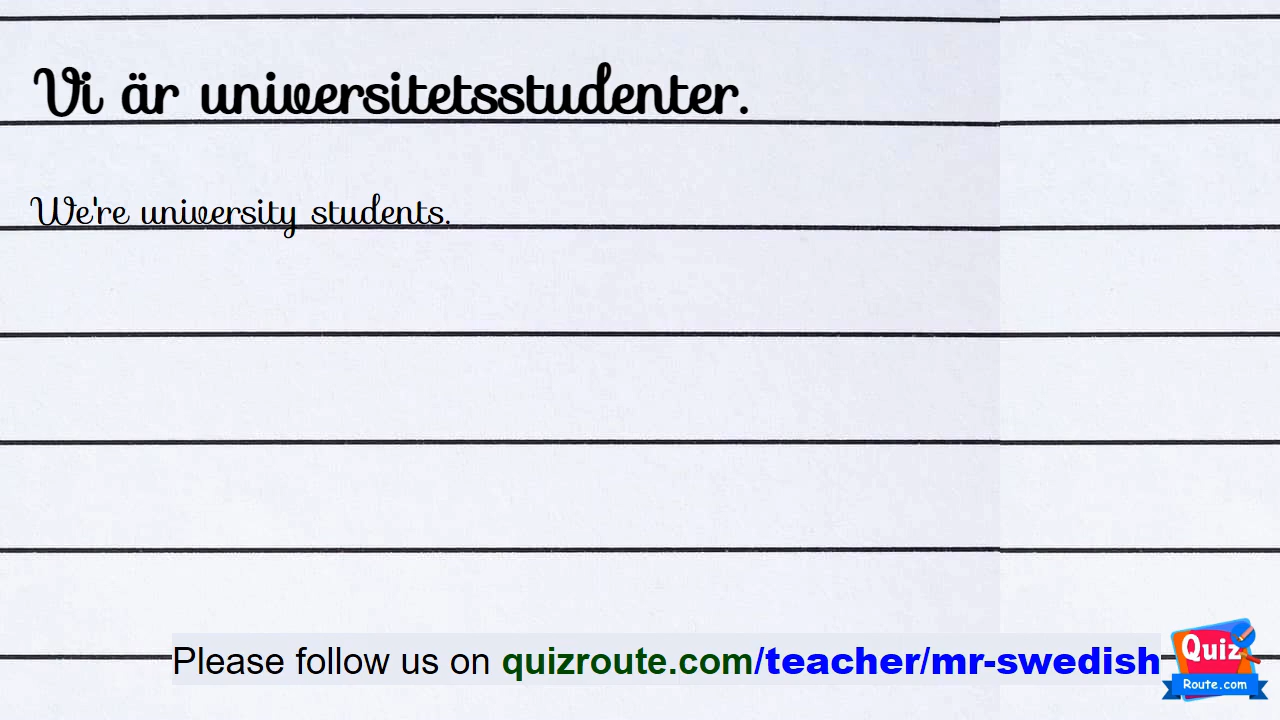 Vi är universitetsstudenter.
We're university students.
Please follow us on quizroute.com/teacher/mr-swedish
Quiz
Route.com